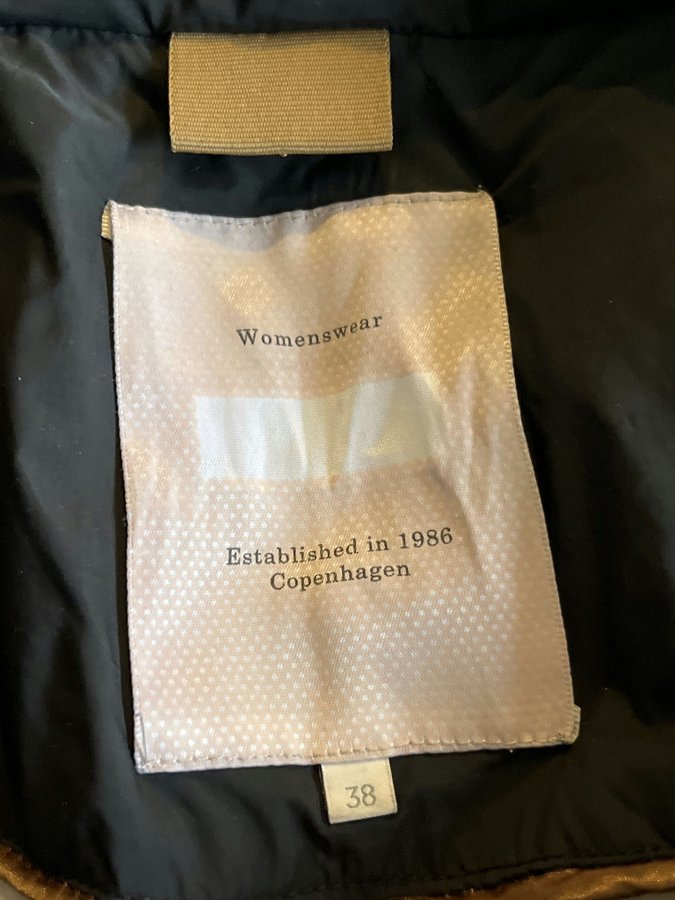 Womenswear
Established in 1986
Copenhagen
38